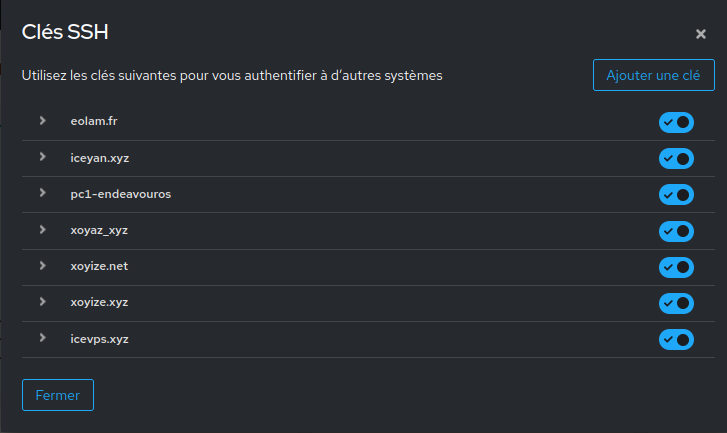 Clés SSH
Utilisez les clés suivantes pour vous authentifier à d’autres systèmes
Ajouter une clé
eolam.fr
iceyan.xyz
pc1-endeavouros
xoyaz_xyz
xoyize.net
xoyize.xyz
icevps.xyz
Fermer